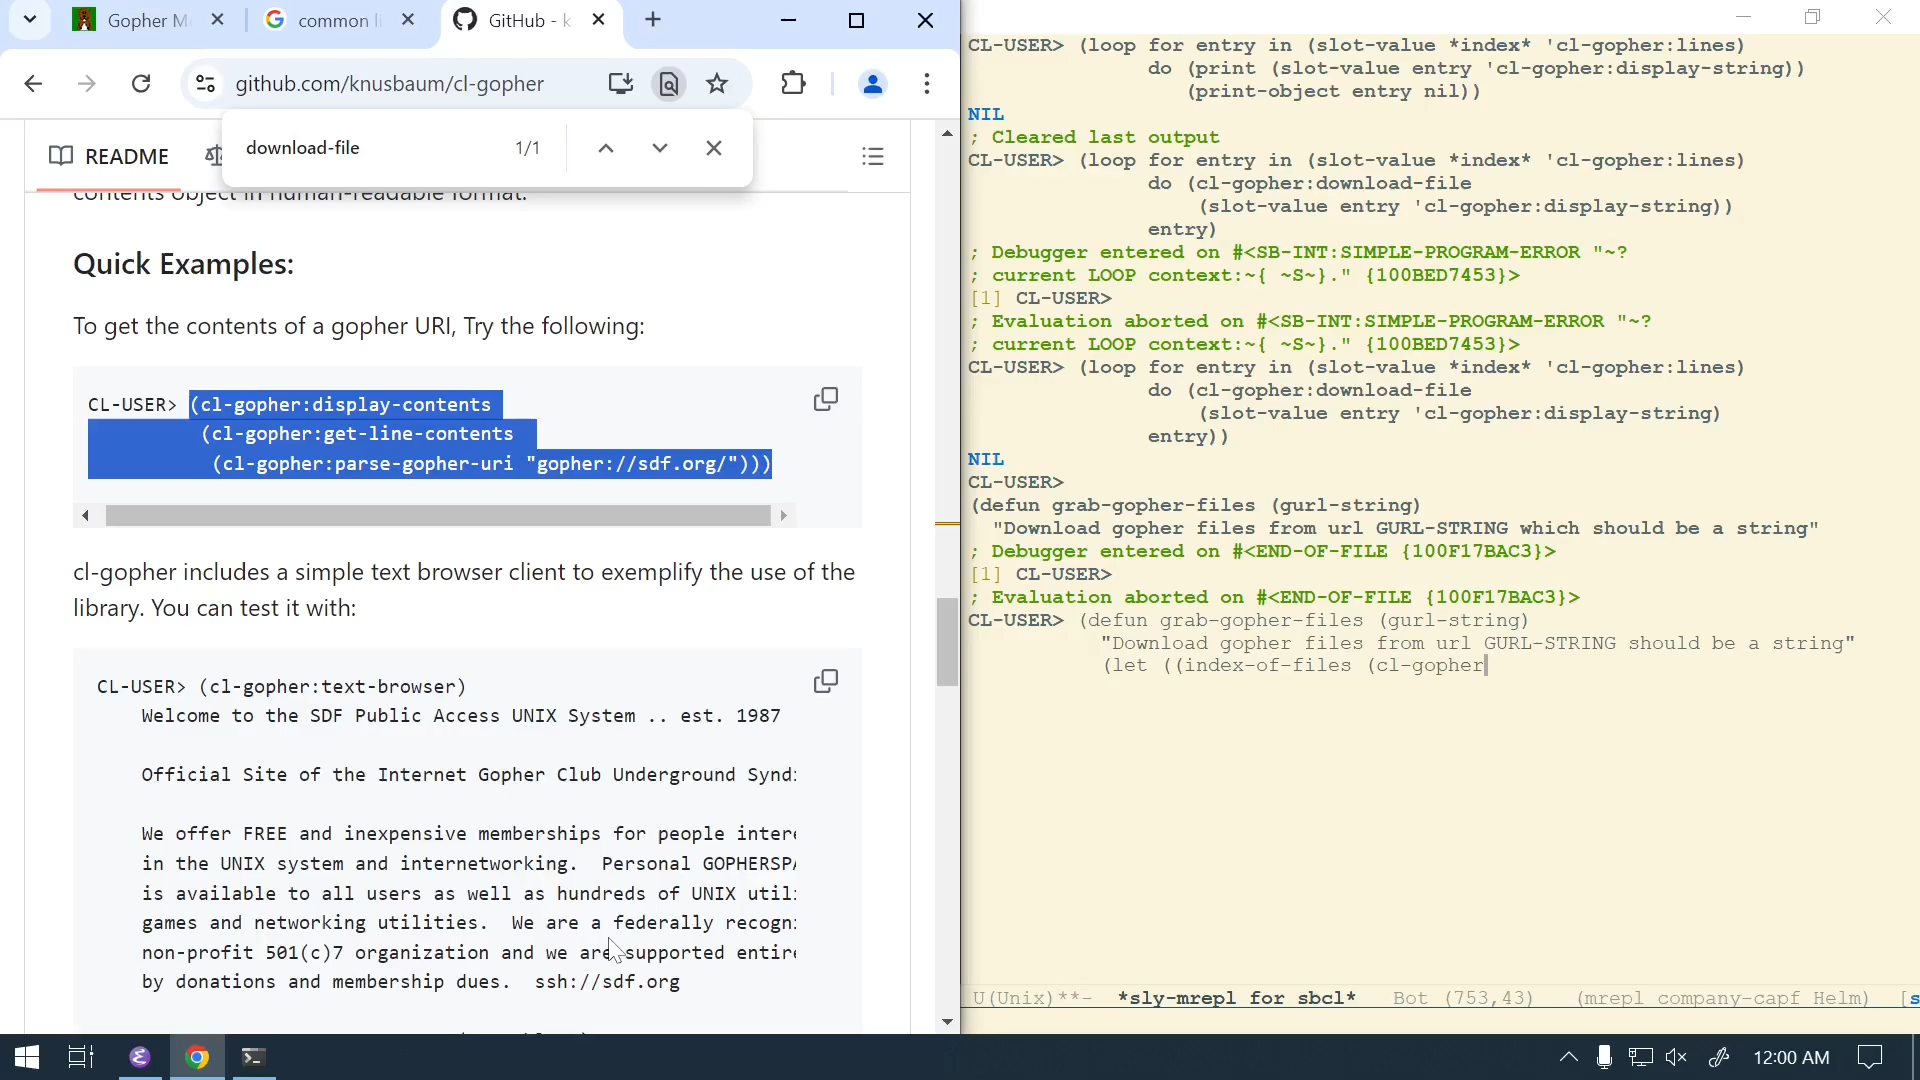 Gopher M
common li
GitHub - k
github.com/knusbaum/cl-gopher
download-file
1/1
README
contents object in human-readable format.
Quick Examples:
To get the contents of a gopher URI, Try the following:
CL-USER> (cl-gopher:display-contents
(cl-gopher:get-line-contents
(cl-gopher:parse-gopher-uri "gopher://sdf.org/")))
cl-gopher includes a simple text browser client to exemplify the use of the
library. You can test it with:
CL-USER> (cl-gopher:text-browser)
Welcome to the SDF Public Access UNIX System .. est. 1987
Official Site of the Internet Gopher Club Underground Syndi
We offer FREE and inexpensive memberships for people intere
in the UNIX system and internetworking.  Personal GOPHERSPA
is available to all users as well as hundreds of UNIX utili
games and networking utilities.  We are a federally recogni
non-profit 501(c)7 organization and we are supported entire
by donations and membership dues.  ssh://sdf.org
CL-USER> (loop for entry in (slot-value *index* 'cl-gopher:lines)
do (print (slot-value entry 'cl-gopher:display-string))
(print-object entry nil))
NIL
; Cleared last output
CL-USER> (loop for entry in (slot-value *index* 'cl-gopher:lines)
do (cl-gopher:download-file
(slot-value entry 'cl-gopher:display-string))
entry)
; Debugger entered on #<SB-INT:SIMPLE-PROGRAM-ERROR "~?
; current LOOP context:~{ ~S~}." {100BED7453}>
[1] CL-USER>
; Evaluation aborted on #<SB-INT:SIMPLE-PROGRAM-ERROR "~?
; current LOOP context:~{ ~S~}." {100BED7453}>
CL-USER> (loop for entry in (slot-value *index* 'cl-gopher:lines)
do (cl-gopher:download-file
(slot-value entry 'cl-gopher:display-string)
entry))
NIL
CL-USER>
(defun grab-gopher-files (gurl-string)
"Download gopher files from url GURL-STRING which should be a string"
; Debugger entered on #<END-OF-FILE {100F17BAC3}>
[1] CL-USER>
; Evaluation aborted on #<END-OF-FILE {100F17BAC3}>
CL-USER> (defun grab-gopher-files (gurl-string)
"Download gopher files from url GURL-STRING should be a string"
(let ((index-of-files (cl-gopher
U(Unix)**-  *sly-mrepl for sbcl*   Bot (753,43)   (mrepl company-capf Helm)  [s
12:00 AM